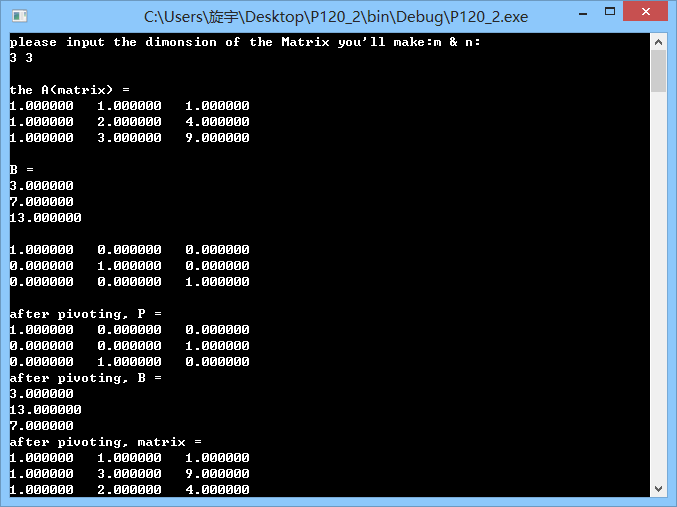 C:\Users\旋宇\Desktop\P120_2\bin\Debug\P120_2.exe
please input the dimonsion of the Matrix you'll make:m & n:
3 3
the A(matrix) =
1.000000 1.000000 1.000000
1.000000 2.000000 4.000000
1.000000 3.000000 9.000000
B =
3.000000
7.000000
13.000000
1.000000 0.000000 0.000000
0.000000 1.000000 0.000000
0.000000 0.000000 1.000000
after pivoting, P =
1.000000 0.000000 0.000000
0.000000 0.000000 1.000000
0.000000 1.000000 0.000000
after pivoting, B =
3.000000
13.000000
7.000000
after pivoting, matrix =
1.000000 1.000000 1.000000
1.000000 3.000000 9.000000
1.000000 2.000000 4.000000